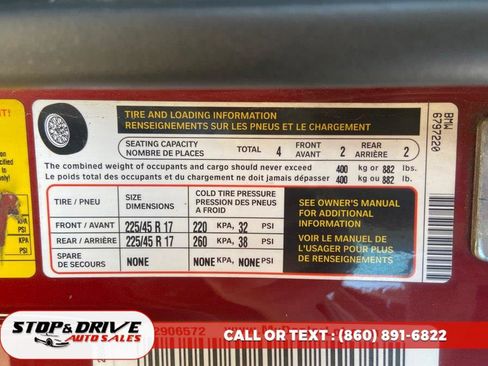 TIRE AND LOADING INFORMATION
RENSEIGNEMENTS SUR LES PNEUS ET LE CHARGEMENT
BMW
6797220
SEATING CAPACITY
NOMBRE DE PLACES
TOTAL 4
FRONT
AVANT 2
REAR
ARRIÈRE 2
The combined weight of occupants and cargo should never exceed 400 kg or 882 lbs.
Le poids total des occupants et du chargement ne doit jamais dépasser 400 kg ou 882 lb.
TIRE / PNEU
SIZE
DIMENSIONS
COLD TIRE PRESSURE
PRESSION DES PNEUS
A FROID
FRONT / AVANT 225/45 R 17 220 KPA, 32 PSI
REAR / ARRIÈRE 225/45 R 17 260 KPA, 38 PSI
SPARE
DE SECOURS NONE NONE KPA, NONE PSI
SEE OWNER'S MANUAL
FOR ADDITIONAL
INFORMATION
VOIR LE MANUEL DE
L'USAGER POUR PLUS
DE RENSEIGNEMENTS
KPA,
PSI
KPA,
PSI
2906572
STOP & DRIVE
AUTO SALES
CALL OR TEXT : (860) 891-6822